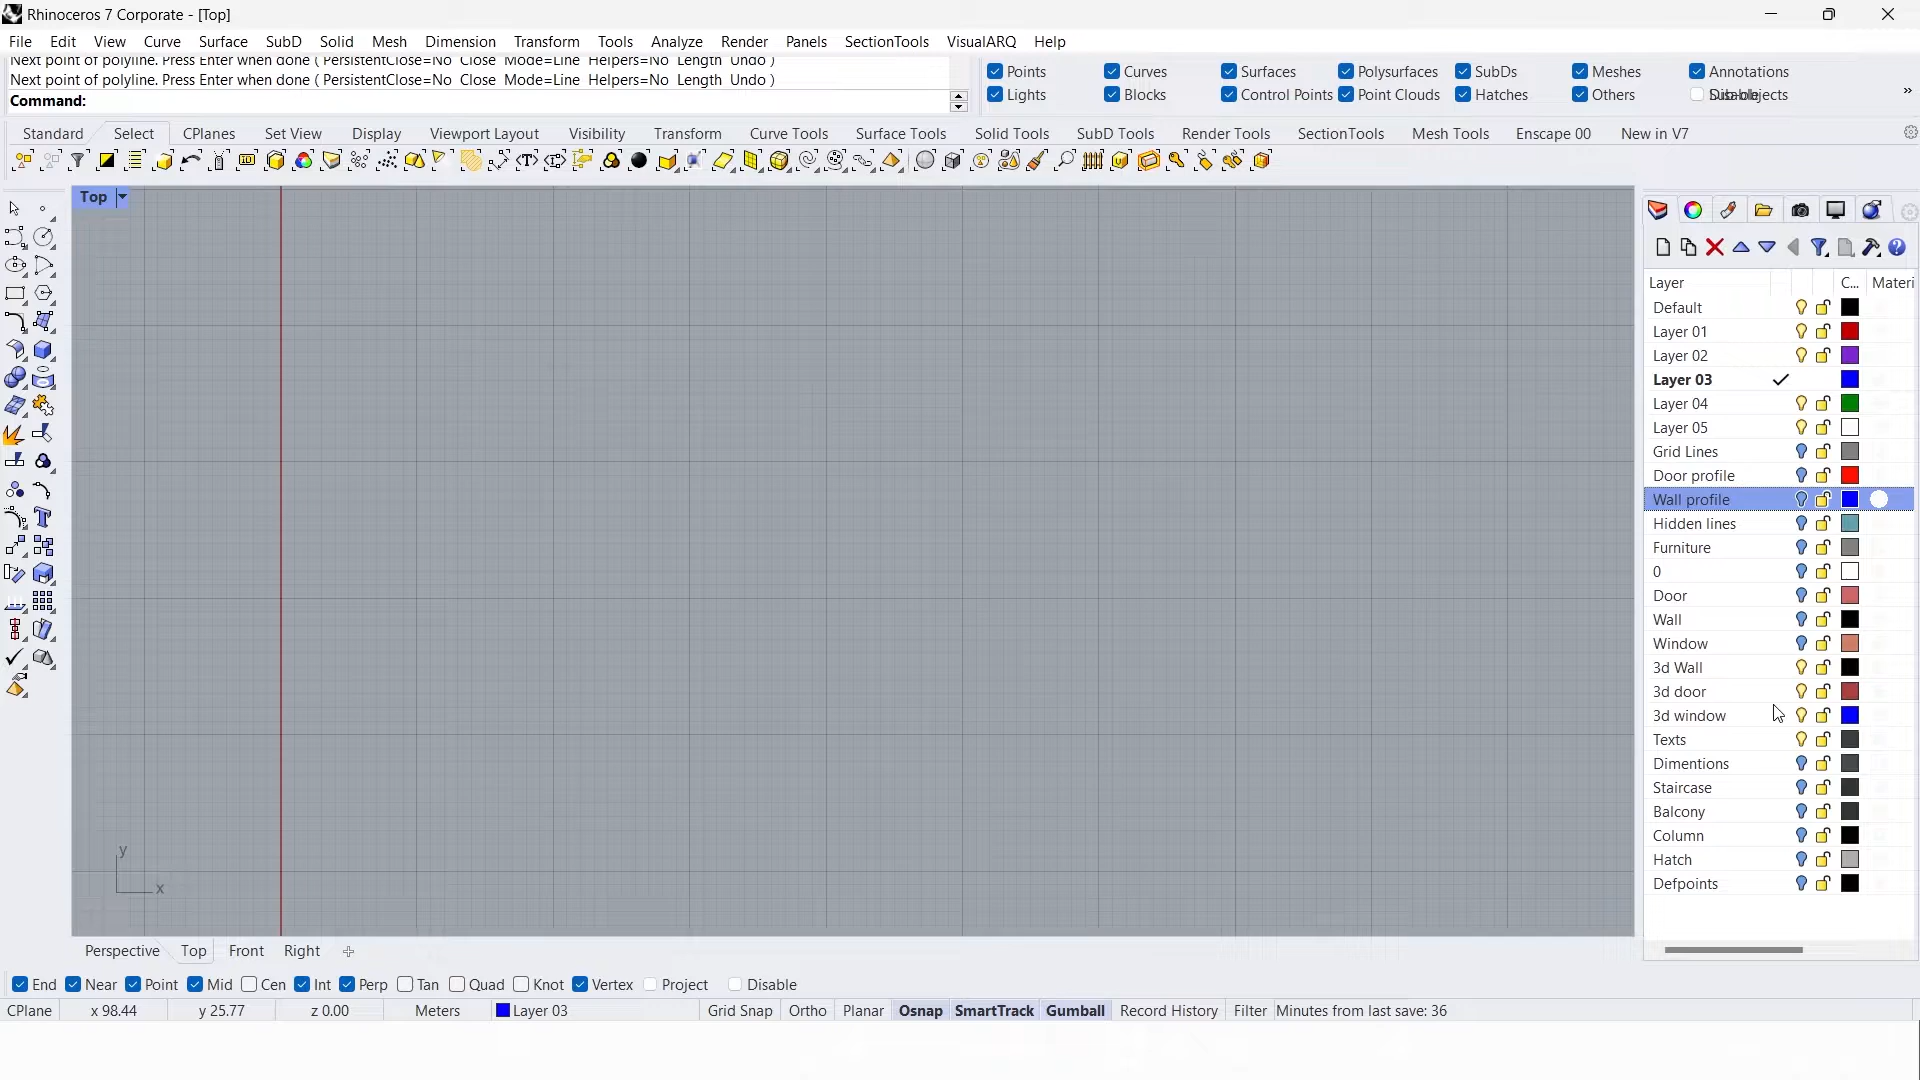 Rhinoceros 7 Corporate - [Top]
File Edit View Curve Surface SubD Solid Mesh Dimension Transform Tools Analyze Render Panels SectionTools VisualARQ Help
Next point of polyline. Press Enter when done ( PersistentClose=No Close Mode=Line Helpers=No Length Undo )
Next point of polyline. Press Enter when done ( PersistentClose=No Close Mode=Line Helpers=No Length Undo )
Command:
Points Curves Surfaces Polysurfaces SubDs Meshes Annotations
Lights Blocks Control Points Point Clouds Hatches Others
Standard Select CPlanes Set View Display Viewport Layout Visibility Transform Curve Tools Surface Tools Solid Tools SubD Tools Render Tools SectionTools Mesh Tools Enscape 00 New in V7
Top
Layer C... Materi
Default
Layer 01
Layer 02
Layer 03
Layer 04
Layer 05
Grid Lines
Door profile
Wall profile
Hidden lines
Furniture
0
Door
Wall
Window
3d Wall
3d door
3d window
Texts
Dimentions
Staircase
Balcony
Column
Hatch
Defpoints
y
x
Perspective Top Front Right
End Near Point Mid Cen Int Perp Tan Quad Knot Vertex Project Disable
CPlane x 98.44 y 25.77 z 0.00 Meters Layer 03 Grid Snap Ortho Planar Osnap SmartTrack Gumball Record History Filter Minutes from last save: 36